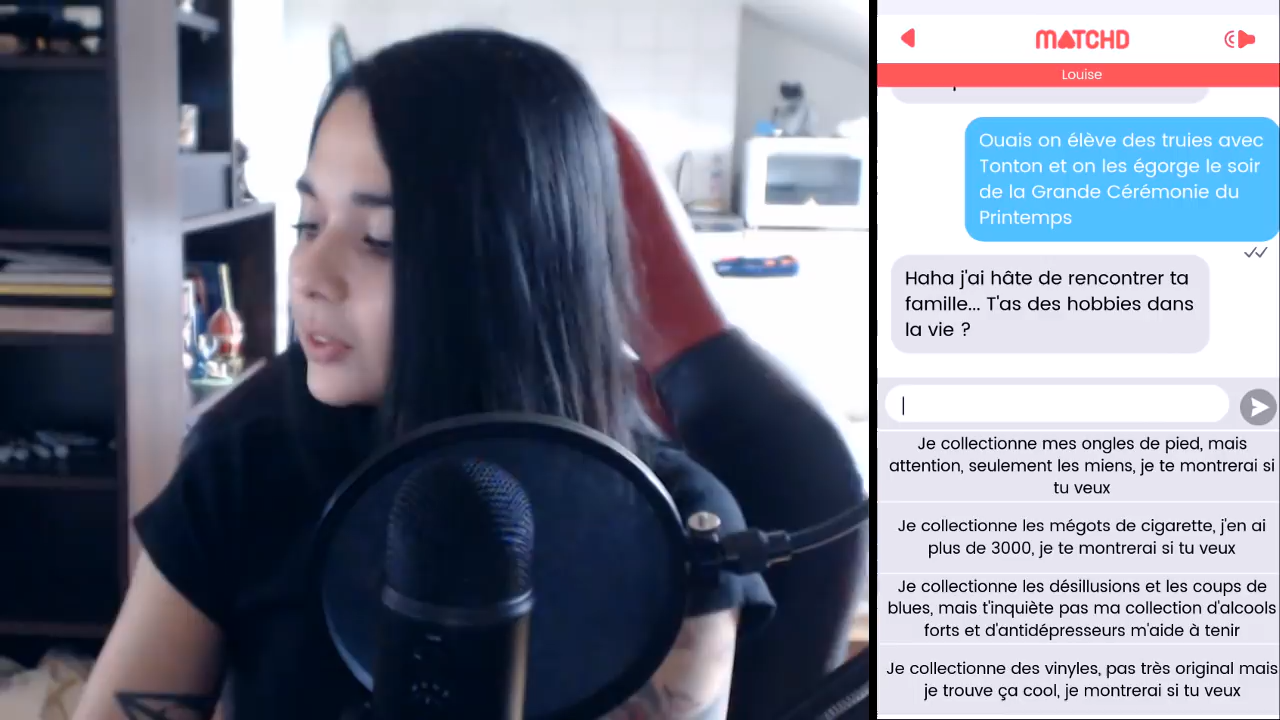 MATCHD
Louise
Ouais on élève des truies avec
Tonton et on les égorge le soir
de la Grande Cérémonie du
Printemps
Haha j'ai hâte de rencontrer ta
famille... T'as des hobbies dans
la vie ?
Je collectionne mes ongles de pied, mais
attention, seulement les miens, je te montrerai si
tu veux
Je collectionne les mégots de cigarette, j'en ai
plus de 3000, je te montrerai si tu veux
Je collectionne les désillusions et les coups de
blues, mais t'inquiète pas ma collection d'alcools
forts et d'antidépresseurs m'aide à tenir
Je collectionne des vinyles, pas très original mais
je trouve ça cool, je montrerai si tu veux